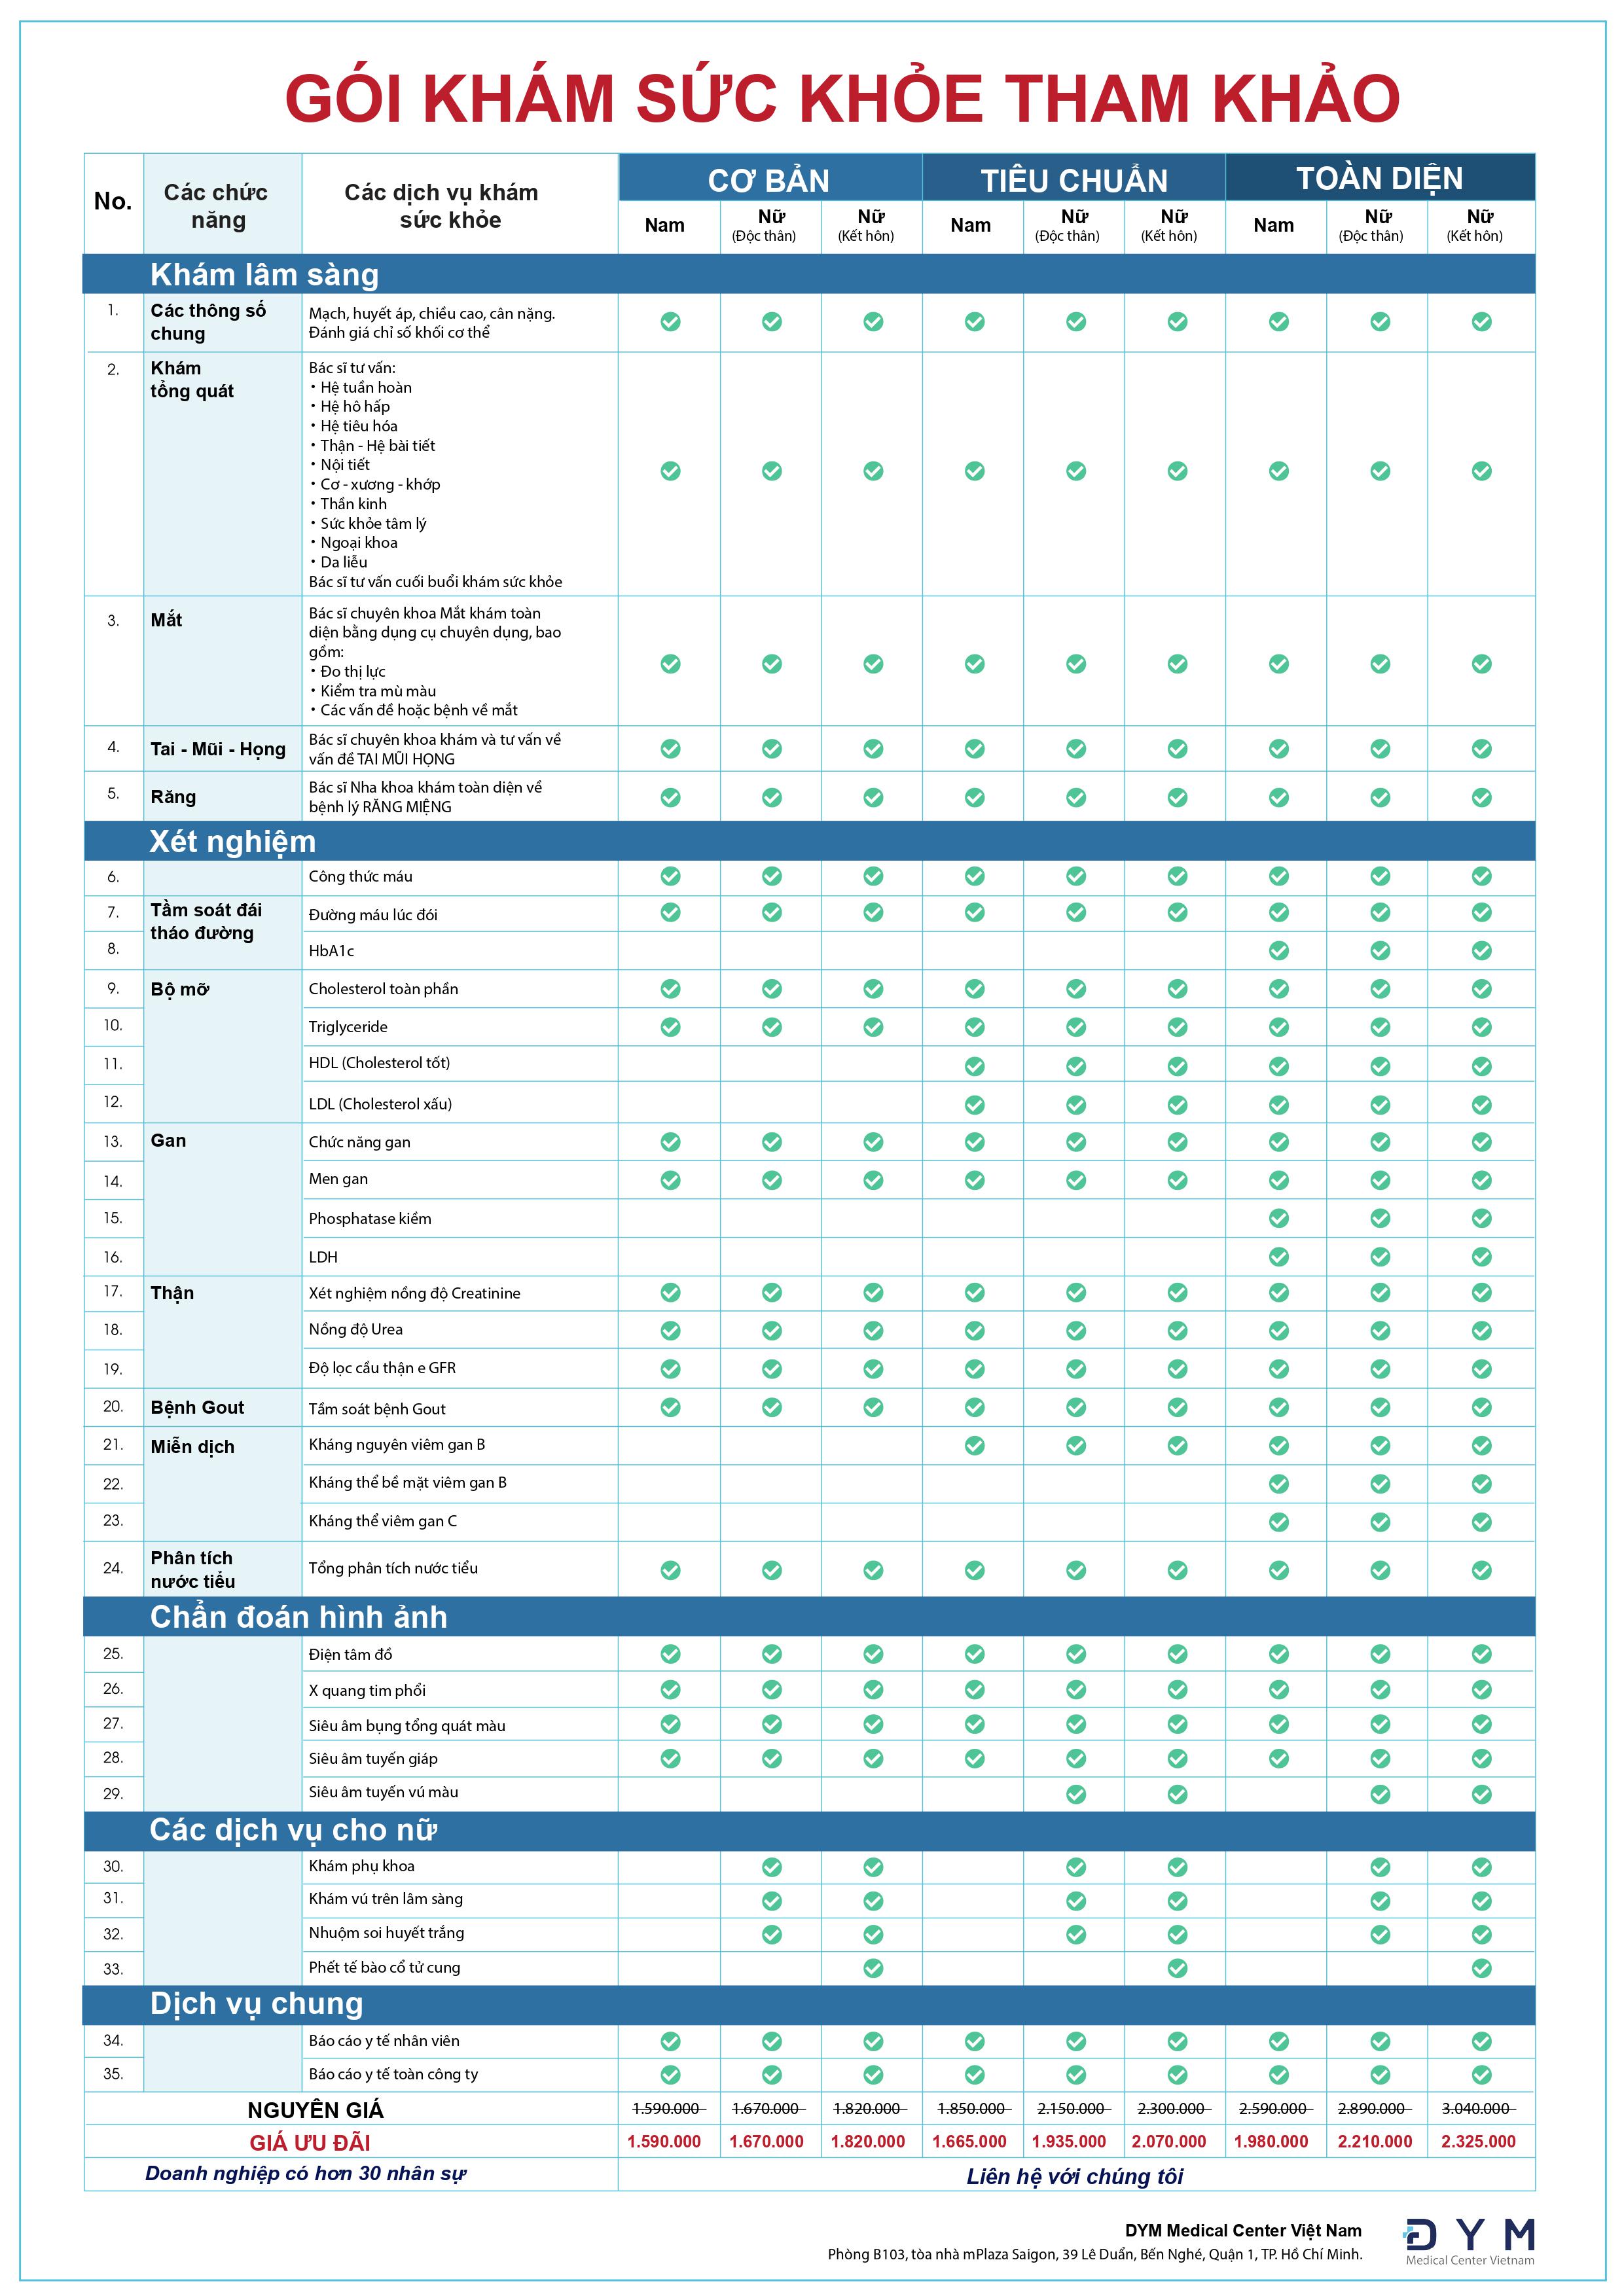 GÓI KHÁM SỨC KHỎE THAM KHẢO
No.
Các chức
năng
Các dịch vụ khám
sức khỏe
CƠ BẢN
TIÊU CHUẨN
TOÀN DIỆN
Nam
Nữ
(Độc thân)
Nữ
(Kết hôn)
Nam
Nữ
(Độc thân)
Nữ
(Kết hôn)
Nam
Nữ
(Độc thân)
Nữ
(Kết hôn)
Khám lâm sàng
1.
Các thông số
chung
Mạch, huyết áp, chiều cao, cân nặng.
Đánh giá chỉ số khối cơ thể
2.
Khám
tổng quát
Bác sĩ tư vấn:
• Hệ tuần hoàn
• Hệ hô hấp
• Hệ tiêu hóa
• Thận - Hệ bài tiết
• Nội tiết
• Cơ - xương - khớp
• Thần kinh
• Sức khỏe tâm lý
• Ngoại khoa
• Da liễu
Bác sĩ tư vấn cuối buổi khám sức khỏe
3.
Mắt
Bác sĩ chuyên khoa Mắt khám toàn
diện bằng dụng cụ chuyên dụng, bao
gồm:
• Đo thị lực
• Kiểm tra mù màu
• Các vấn đề hoặc bệnh về mắt
4.
Tai - Mũi - Họng
Bác sĩ chuyên khoa khám và tư vấn về
vấn đề TAI MŨI HỌNG
5.
Răng
Bác sĩ Nha khoa khám toàn diện về
bệnh lý RĂNG MIỆNG
Xét nghiệm
6.
Công thức máu
7.
Tầm soát đái
tháo đường
Đường máu lúc đói
8.
HbA1c
9.
Bộ mỡ
Cholesterol toàn phần
10.
Triglyceride
11.
HDL (Cholesterol tốt)
12.
LDL (Cholesterol xấu)
13.
Gan
Chức năng gan
14.
Men gan
15.
Phosphatase kiềm
16.
LDH
17.
Thận
Xét nghiệm nồng độ Creatinine
18.
Nồng độ Urea
19.
Độ lọc cầu thận e GFR
20.
Bệnh Gout
Tầm soát bệnh Gout
21.
Miễn dịch
Kháng nguyên viêm gan B
22.
Kháng thể bề mặt viêm gan B
23.
Kháng thể viêm gan C
24.
Phân tích
nước tiểu
Tổng phân tích nước tiểu
Chẩn đoán hình ảnh
25.
Điện tâm đồ
26.
X quang tim phổi
27.
Siêu âm bụng tổng quát màu
28.
Siêu âm tuyến giáp
29.
Siêu âm tuyến vú màu
Các dịch vụ cho nữ
30.
Khám phụ khoa
31.
Khám vú trên lâm sàng
32.
Nhuộm soi huyết trắng
33.
Phết tế bào cổ tử cung
Dịch vụ chung
34.
Báo cáo y tế nhân viên
35.
Báo cáo y tế toàn công ty
NGUYÊN GIÁ
1.590.000
1.670.000
1.820.000
1.850.000
2.150.000
2.300.000
2.590.000
2.890.000
3.040.000
GIÁ ƯU ĐÃI
1.590.000
1.670.000
1.820.000
1.665.000
1.935.000
2.070.000
1.980.000
2.210.000
2.325.000
Doanh nghiệp có hơn 30 nhân sự
Liên hệ với chúng tôi
DYM Medical Center Việt Nam
Phòng B103, tòa nhà mPlaza Saigon, 39 Lê Duẩn, Bến Nghé, Quận 1, TP. Hồ Chí Minh.
DYM
Medical Center Vietnam